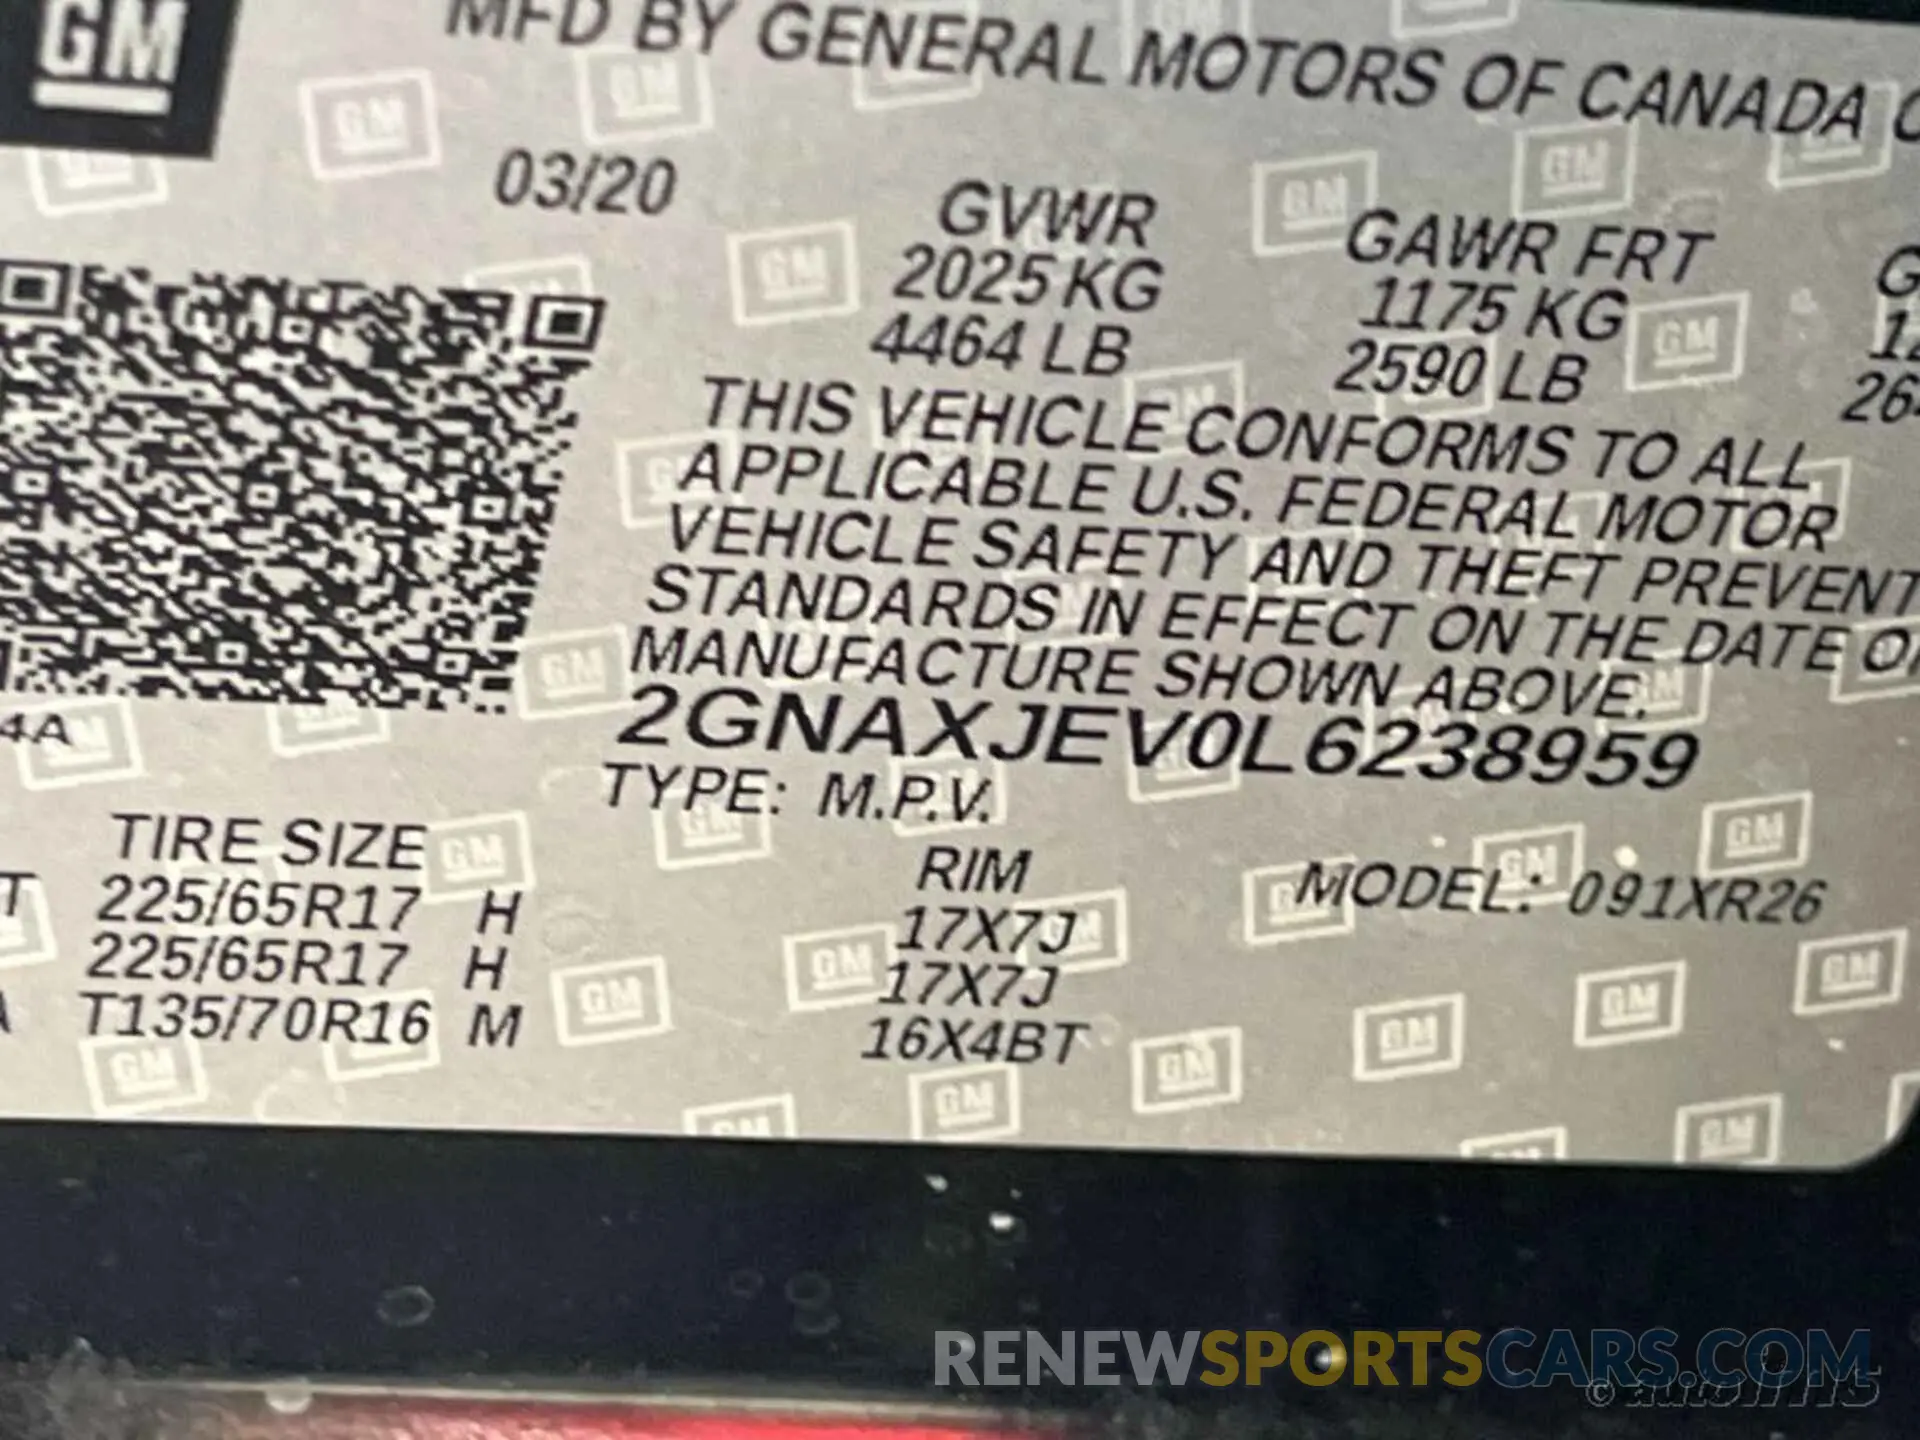 GM
MFD BY GENERAL MOTORS OF CANADA
03/20
GVWR GAWR FRT
2025 KG 1175 KG
4464 LB 2590 LB
THIS VEHICLE CONFORMS TO ALL
APPLICABLE U.S. FEDERAL MOTOR
VEHICLE SAFETY AND THEFT PREVENT
STANDARDS IN EFFECT ON THE DATE
MANUFACTURE SHOWN ABOVE.
2GNAXJEV0L6238959
4A
TYPE: M.P.V.
TIRE SIZE RIM MODEL: 091XR26
225/65R17 H 17X7J
225/65R17 H 17X7J
T135/70R16 M 16X4BT
RENEWSPORTSCARS.COM